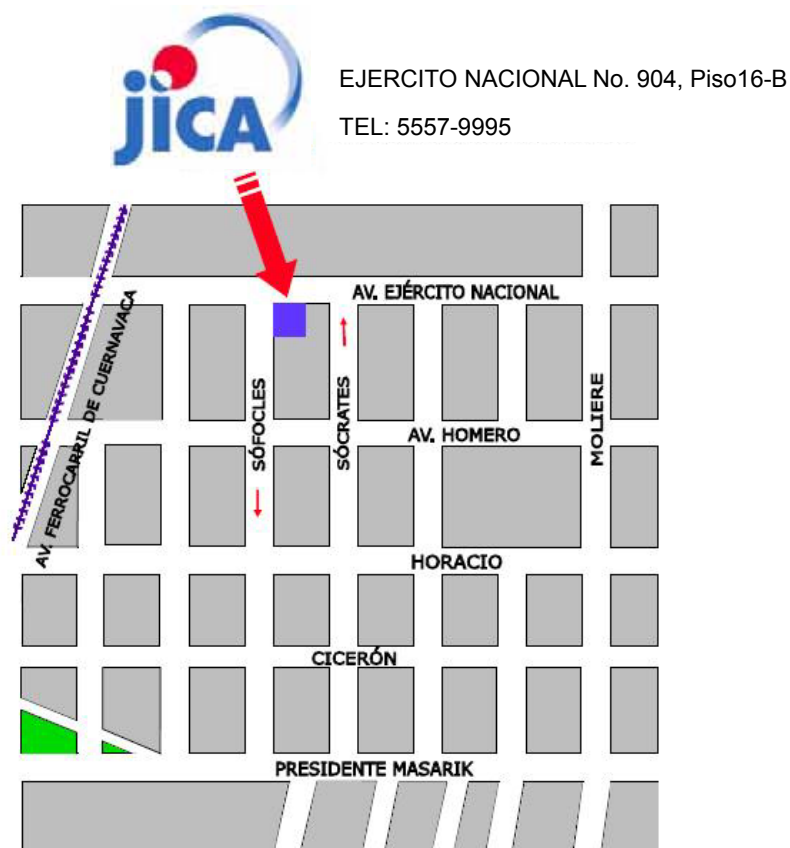 jICA
EJERCITO NACIONAL No. 904, Piso16-B
TEL: 5557-9995
AV. EJÉRCITO NACIONAL
AV. FERROCARRIL DE CUERNAVACA
SÓFOCLES
SÓCRATES
MOLIERE
AV. HOMERO
HORACIO
CICERÓN
PRESIDENTE MASARIK